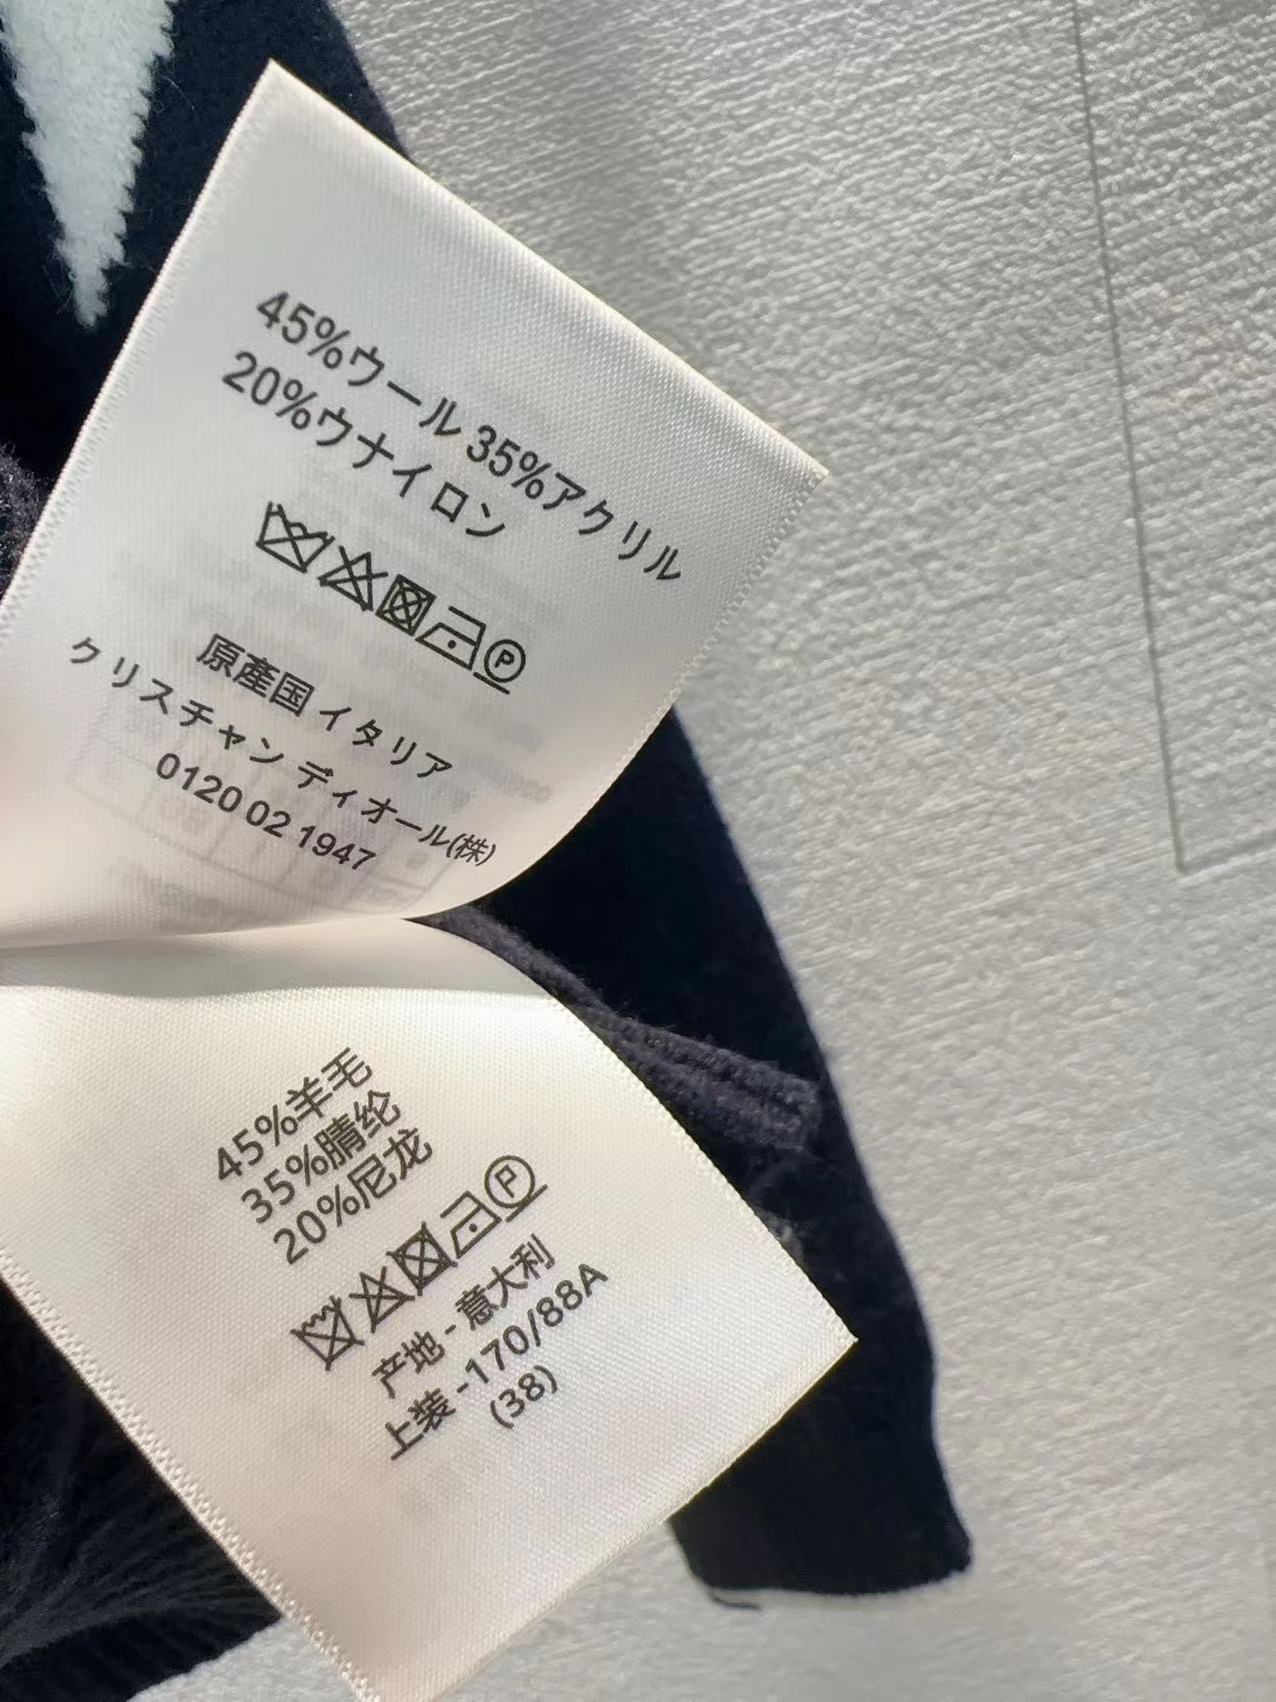 45%ウール 35%アクリル
20%ウナイロン
P
原產国 イタリア
クリスチャン ディオール(株)
0120 02 1947
45%羊毛
35%腈纶
20%尼龙
P
产地 - 意大利
上装 -170/88A
(38)